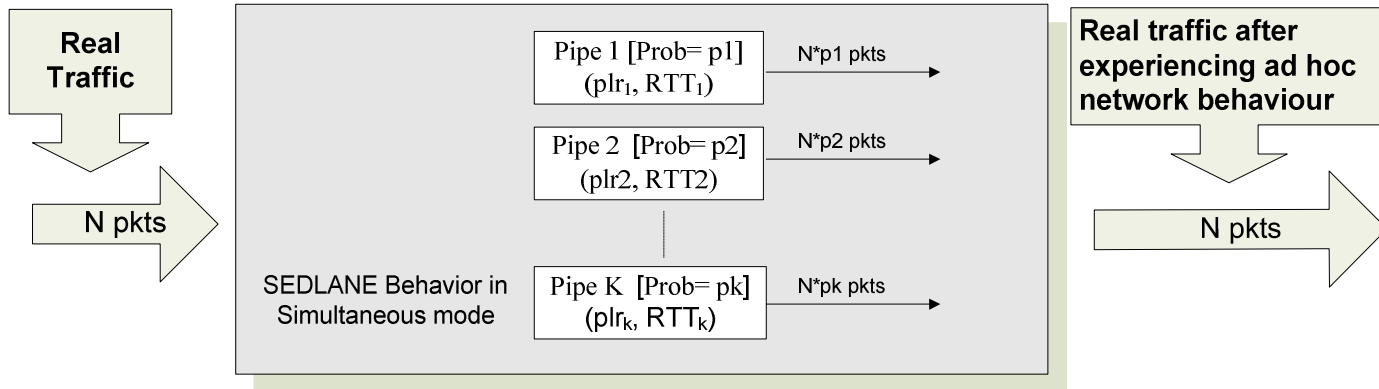 Real
Traffic
N pkts
Pipe 1 [Prob= p1]
(plr₁, RTT₁)
N*p1 pkts
Pipe 2 [Prob= p2]
(plr2, RTT2)
N*p2 pkts
SEDLANE Behavior in
Simultaneous mode
Pipe K [Prob= pk]
(plrₖ, RTTₖ)
N*pk pkts
Real traffic after
experiencing ad hoc
network behaviour
N pkts